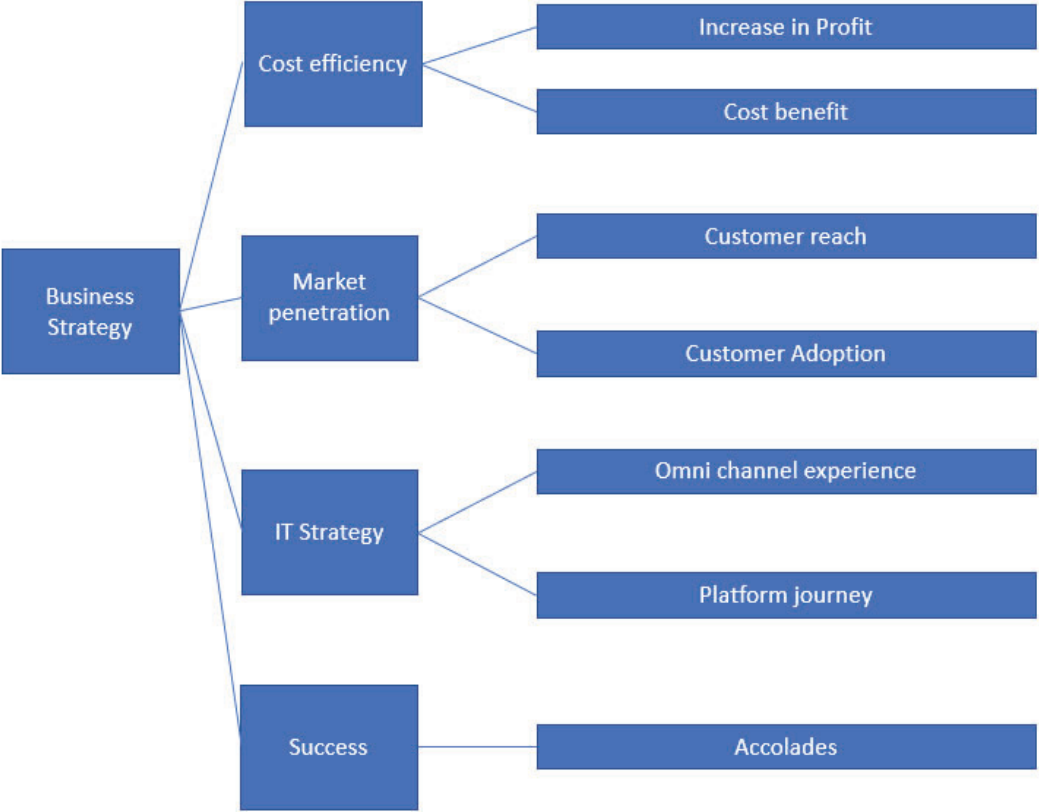 Business
Strategy
Cost efficiency
Increase in Profit
Cost benefit
Market
penetration
Customer reach
Customer Adoption
IT Strategy
Omni channel experience
Platform journey
Success
Accolades